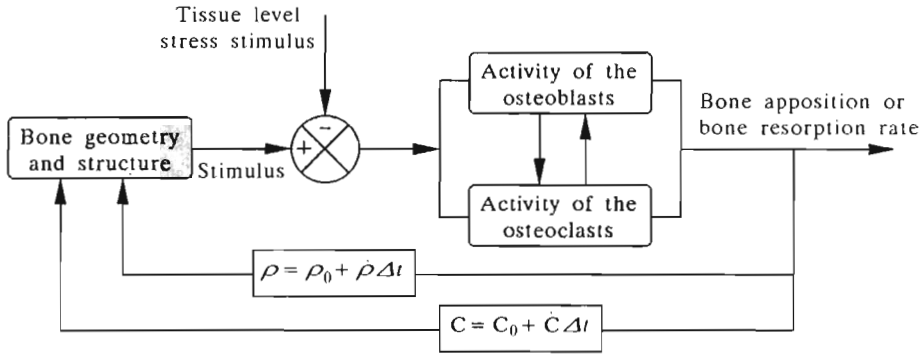 Tissue level
stress stimulus
Activity of the
osteoblasts
Bone apposition or
bone resorption rate
−
Bone geometry
and structure
+
Stimulus
Activity of the
osteoclasts
ρ = ρ₀ + ρ̇Δt
C = C₀ + ĊΔt